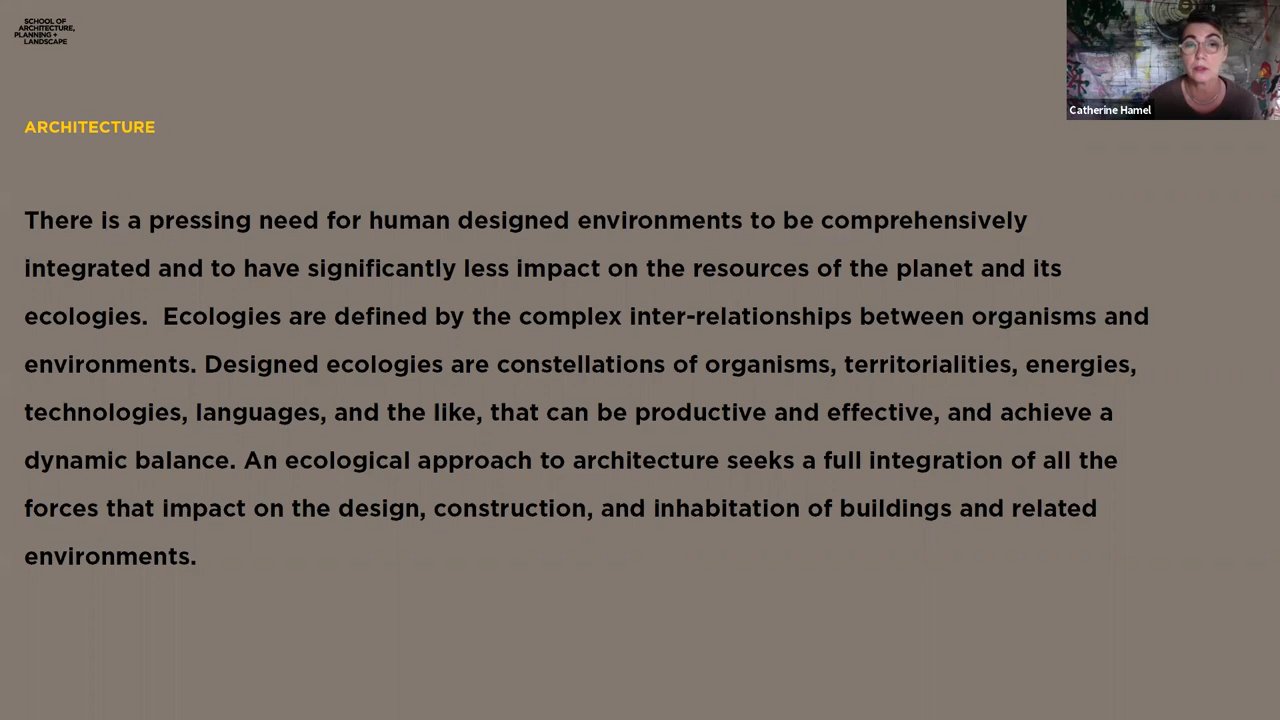 SCHOOL OF
ARCHITECTURE,
PLANNING +
LANDSCAPE
Catherine Hamel
ARCHITECTURE
There is a pressing need for human designed environments to be comprehensively
integrated and to have significantly less impact on the resources of the planet and its
ecologies.  Ecologies are defined by the complex inter-relationships between organisms and
environments. Designed ecologies are constellations of organisms, territorialities, energies,
technologies, languages, and the like, that can be productive and effective, and achieve a
dynamic balance. An ecological approach to architecture seeks a full integration of all the
forces that impact on the design, construction, and inhabitation of buildings and related
environments.